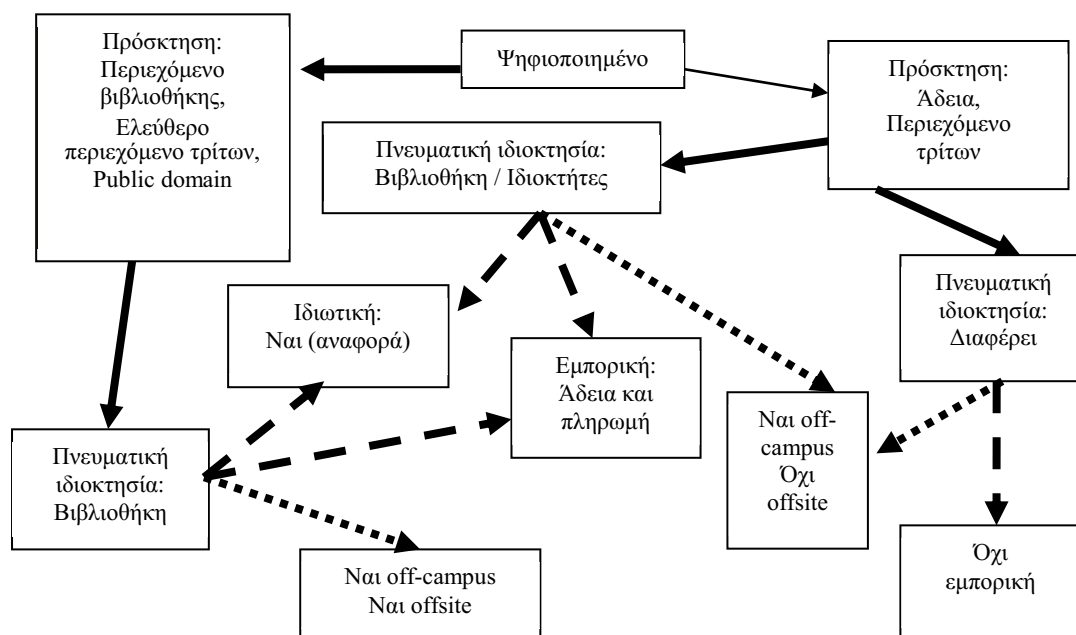 Πρόσκτηση:
Περιεχόμενο
βιβλιοθήκης,
Ελεύθερο
περιεχόμενο τρίτων,
Public domain
Ψηφιοποιημένο
Πρόσκτηση:
Άδεια,
Περιεχόμενο
τρίτων
Πνευματική ιδιοκτησία:
Βιβλιοθήκη / Ιδιοκτήτες
Πνευματική
ιδιοκτησία:
Διαφέρει
Ιδιωτική:
Ναι (αναφορά)
Εμπορική:
Άδεια και
πληρωμή
Ναι off-
campus
Όχι
offsite
Πνευματική
ιδιοκτησία:
Βιβλιοθήκη
Ναι off-campus
Ναι offsite
Όχι
εμπορική